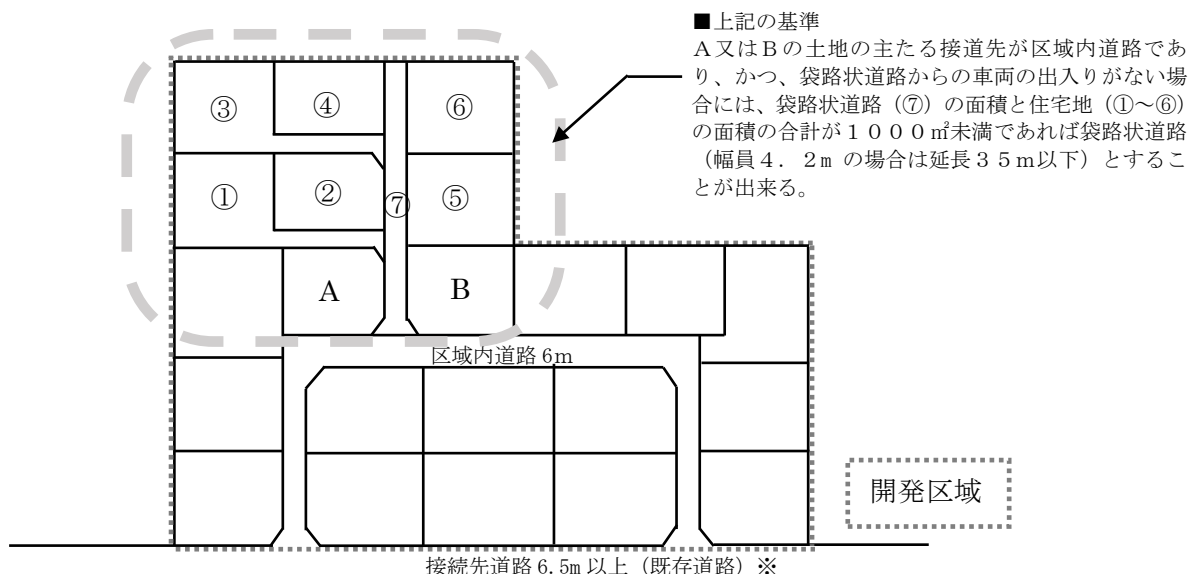 ■上記の基準
A又はBの土地の主たる接道先が区域内道路であ
り、かつ、袋路状道路からの車両の出入りがない場
合には、袋路状道路（⑦）の面積と住宅地（①～⑥）
の面積の合計が１０００㎡未満であれば袋路状道路
（幅員４．２ｍ の場合は延長３５ｍ以下）とするこ
とが出来る。
③
④
⑥
①
②
⑦
⑤
A
B
区域内道路 6ｍ
開発区域
接続先道路 6.5ｍ以上（既存道路）※